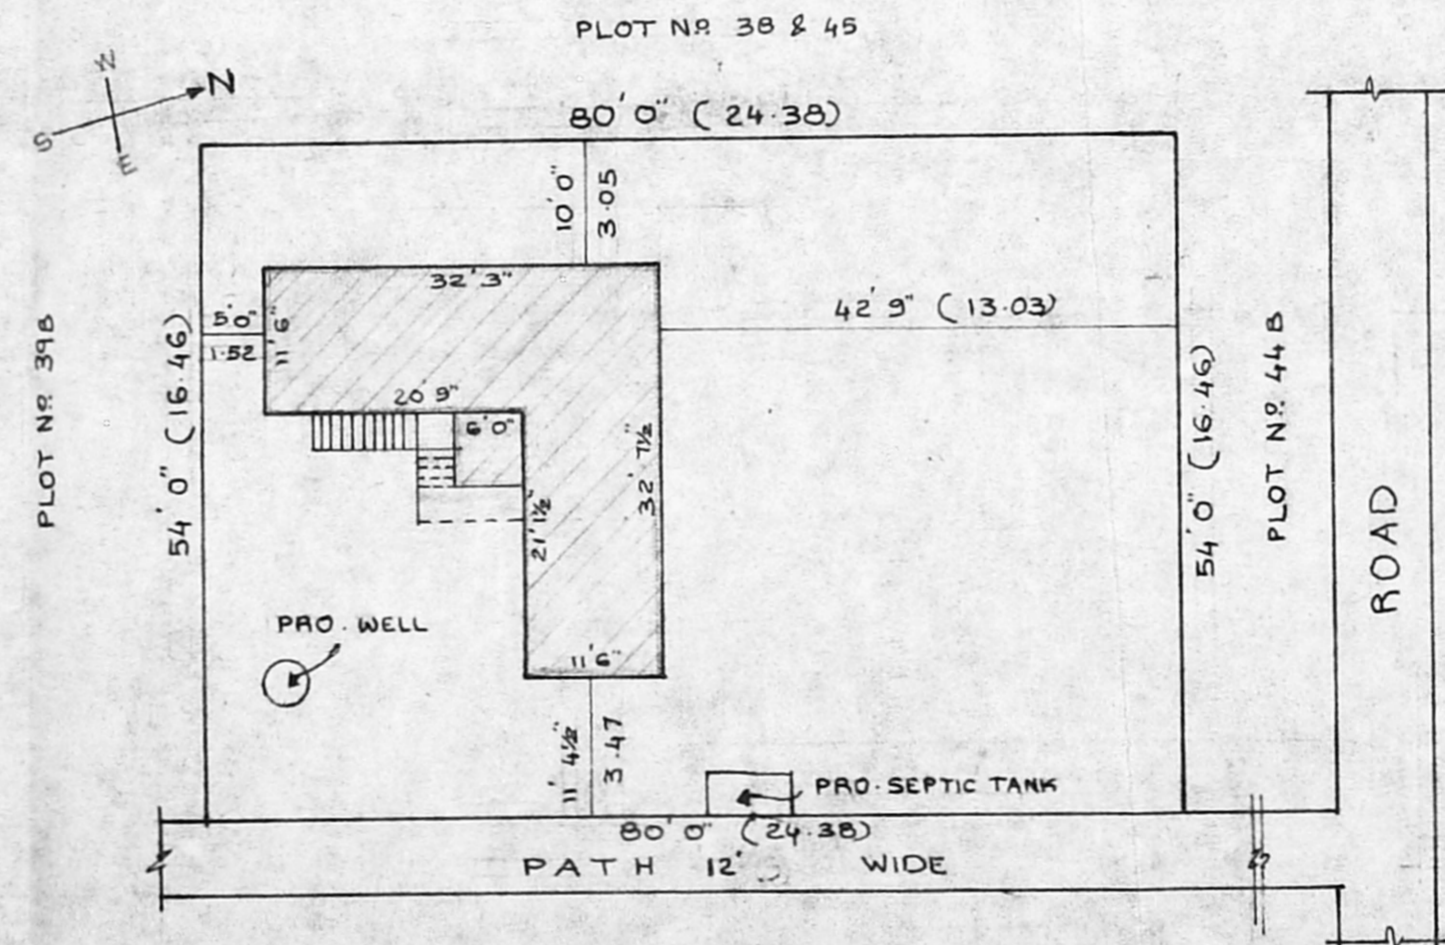 PLOT Nº 38 & 45
W
N
S
E
80' 0" (24.38)
10' 0"
3.05
32' 3"
42' 9" (13.03)
5' 0"
1.52
11' 6"
20' 9"
6' 0"
32' 7½"
21' 1½"
11' 6"
PLOT Nº 39B
54' 0" (16.46)
54' 0" (16.46)
PLOT Nº 44B
ROAD
PRO. WELL
11' 4½"
3.47
PRO. SEPTIC TANK
80' 0" (24.38)
PATH 12' WIDE